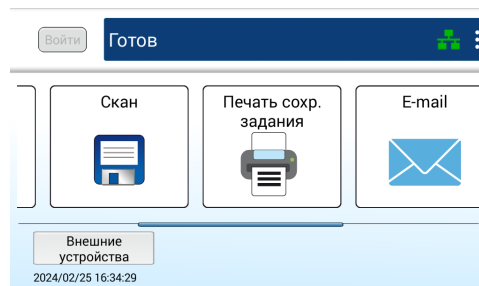 Войти
Готов
Скан
Печать сохр.
задания
E-mail
Внешние
устройства
2024/02/25 16:34:29